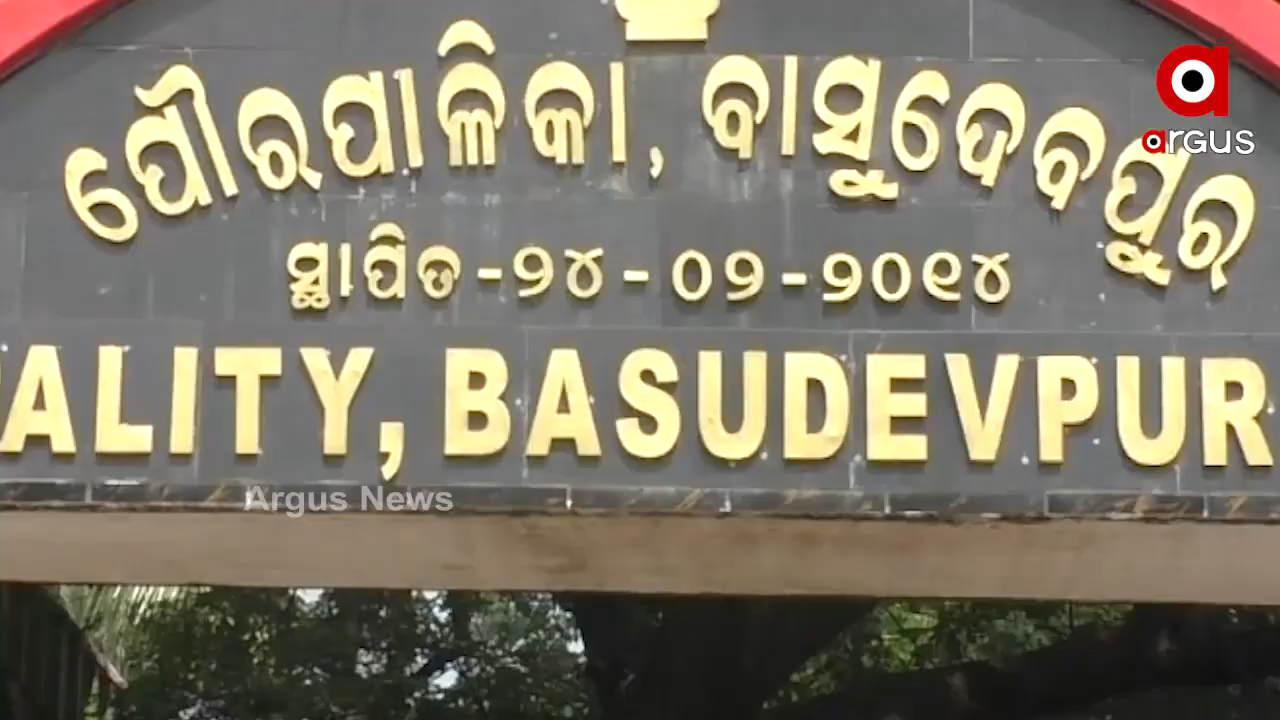 ପୌରପାଳିକା, ବାସୁଦେବପୁର
ସ୍ଥାପିତ -୨୪ - ୦୨ - ୨୦୧୪
ALITY, BASUDEVPUR
argus
Argus News